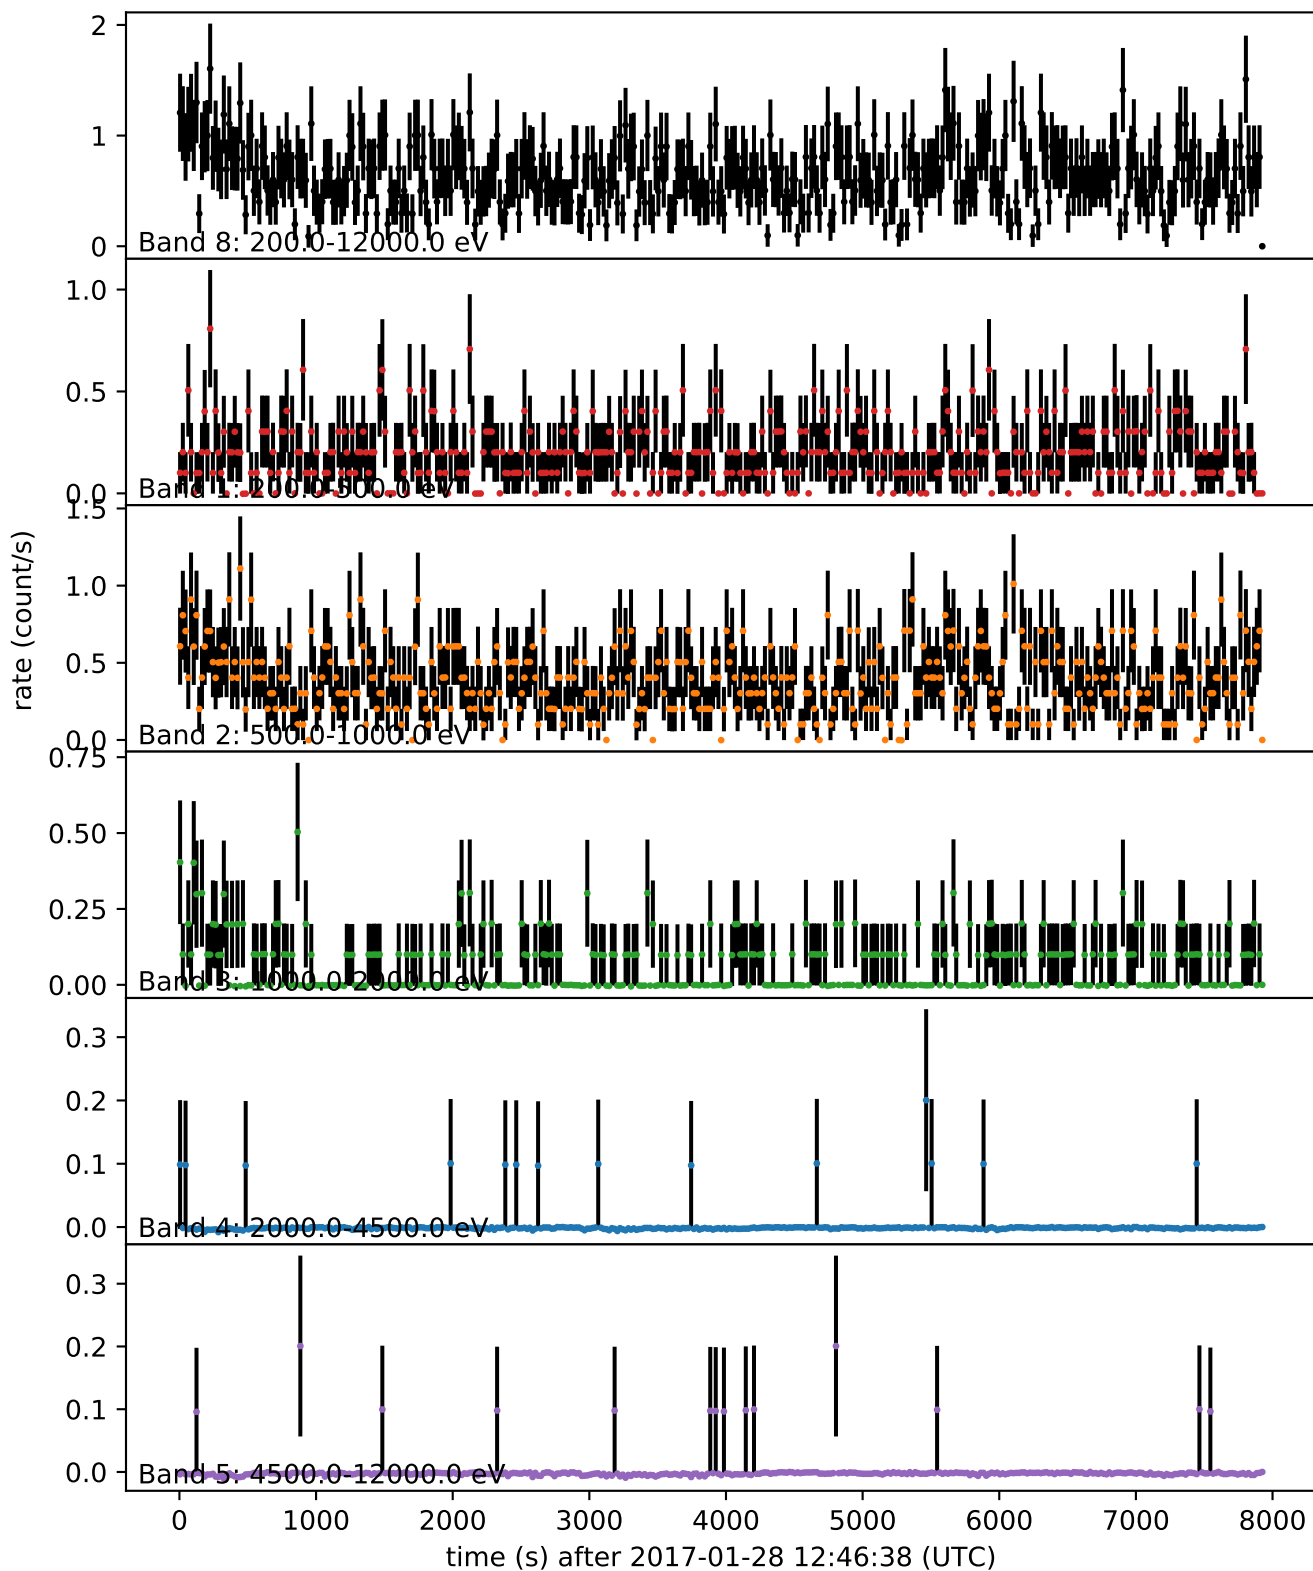 2
1
0
Band 8: 200.0-12000.0 eV
1.0
0.5
0.0
Band 1: 200.0-500.0 eV
1.5
1.0
0.5
0.0
Band 2: 500.0-1000.0 eV
rate (count/s)
0.75
0.50
0.25
0.00
Band 3: 1000.0-2000.0 eV
0.3
0.2
0.1
0.0
Band 4: 2000.0-4500.0 eV
0.3
0.2
0.1
0.0
Band 5: 4500.0-12000.0 eV
0 1000 2000 3000 4000 5000 6000 7000 8000
time (s) after 2017-01-28 12:46:38 (UTC)